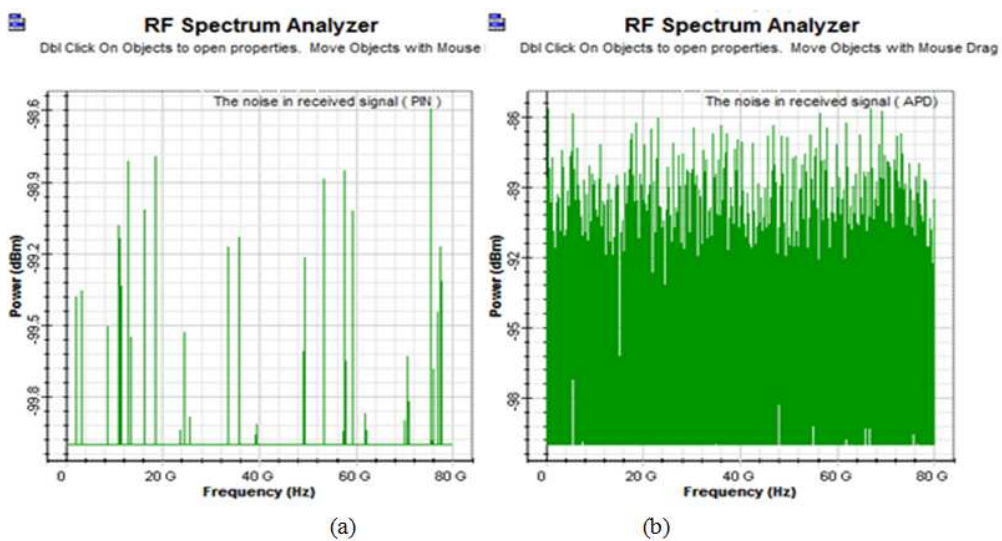 RF Spectrum Analyzer
Dbl Click On Objects to open properties. Move Objects with Mouse
The noise in received signal ( PIN )
Power (dBm)
-98.6
-98.9
-99.2
-99.5
-99.8
0 20 G 40 G 60 G 80 G
Frequency (Hz)
(a)
RF Spectrum Analyzer
Dbl Click On Objects to open properties. Move Objects with Mouse Drag
The noise in received signal ( APD)
Power (dBm)
-86
-89
-92
-95
-98
0 20 G 40 G 60 G 80 G
Frequency (Hz)
(b)